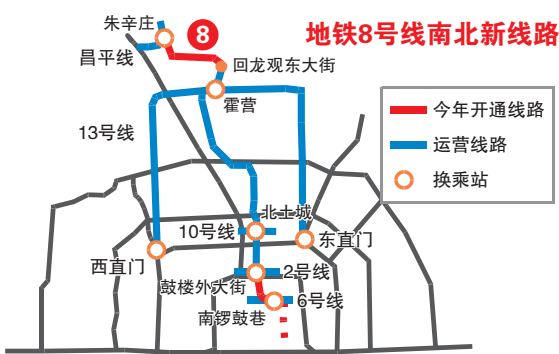 地铁8号线南北新线路
朱辛庄
8
昌平线
回龙观东大街
霍营
今年开通线路
运营线路
换乘站
13号线
北土城
10号线
东直门
西直门
2号线
鼓楼外大街
6号线
南锣鼓巷